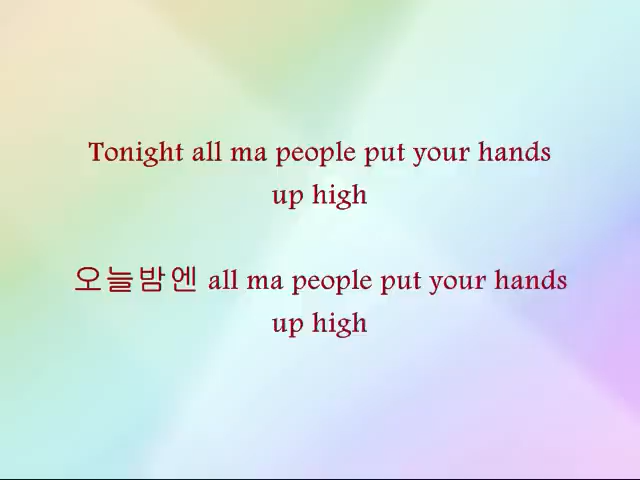 Tonight all ma people put your hands
up high
오늘밤엔 all ma people put your hands
up high